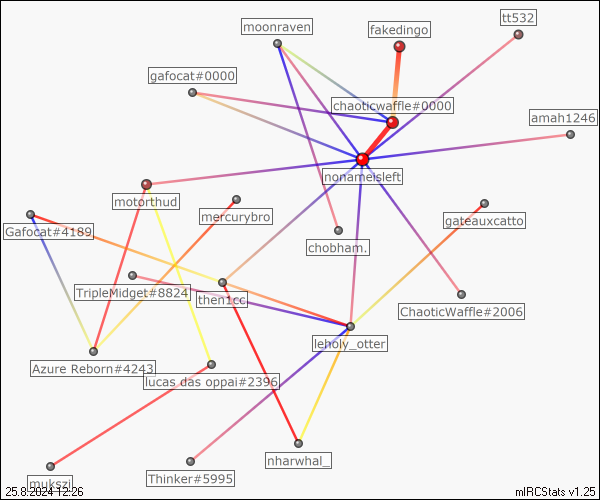 tt532
moonraven
fakedingo
gafocat#0000
chaoticwaffle#0000
amah1246
nonameisleft
motorthud
mercurybro
gateauxcatto
Gafocat#4189
chobham.
TripleMidget#8824
then1cc
ChaoticWaffle#2006
leholy_otter
Azure Reborn#4243
lucas das oppai#2396
nharwhal_
mukszi
Thinker#5995
25.8.2024 12:26
mIRCStats v1.25